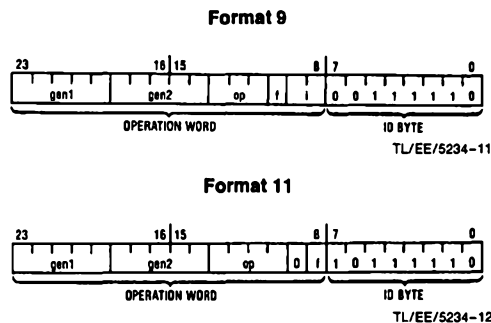 Format 9
23 16 15 8 7 0
gen1 gen2 op f i 0 0 1 1 1 1 1 0
OPERATION WORD ID BYTE
TL/EE/5234-11
Format 11
23 16 15 8 7 0
gen1 gen2 op 0 f 1 0 1 1 1 1 1 0
OPERATION WORD ID BYTE
TL/EE/5234-12